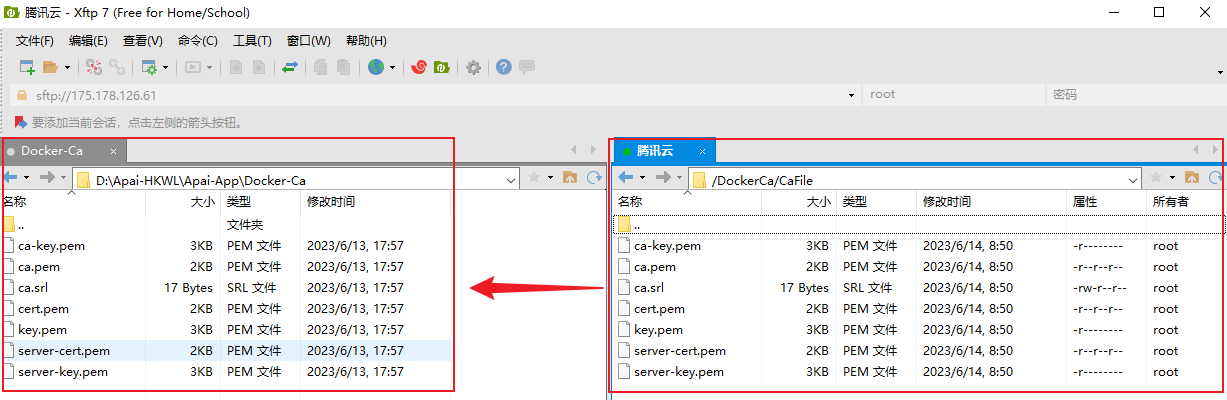 腾讯云 - Xftp 7 (Free for Home/School)
文件(F) 编辑(E) 查看(V) 命令(C) 工具(T) 窗口(W) 帮助(H)
sftp://175.178.126.61 root 密码
要添加当前会话，点击左侧的箭头按钮。
Docker-Ca × 腾讯云 ×
D:\Apai-HKWL\Apai-App\Docker-Ca /DockerCa/CaFile
名称 大小 类型 修改时间 名称 大小 类型 修改时间 属性 所有者
.. 文件夹 ..
ca-key.pem 3KB PEM 文件 2023/6/13, 17:57 ca-key.pem 3KB PEM 文件 2023/6/14, 8:50 -r-------- root
ca.pem 2KB PEM 文件 2023/6/13, 17:57 ca.pem 2KB PEM 文件 2023/6/14, 8:50 -r--r--r-- root
ca.srl 17 Bytes SRL 文件 2023/6/13, 17:57 ca.srl 17 Bytes SRL 文件 2023/6/14, 8:50 -rw-r--r-- root
cert.pem 2KB PEM 文件 2023/6/13, 17:57 cert.pem 2KB PEM 文件 2023/6/14, 8:50 -r--r--r-- root
key.pem 3KB PEM 文件 2023/6/13, 17:57 key.pem 3KB PEM 文件 2023/6/14, 8:50 -r-------- root
server-cert.pem 2KB PEM 文件 2023/6/13, 17:57 server-cert.pem 2KB PEM 文件 2023/6/14, 8:50 -r--r--r-- root
server-key.pem 3KB PEM 文件 2023/6/13, 17:57 server-key.pem 3KB PEM 文件 2023/6/14, 8:50 -r-------- root